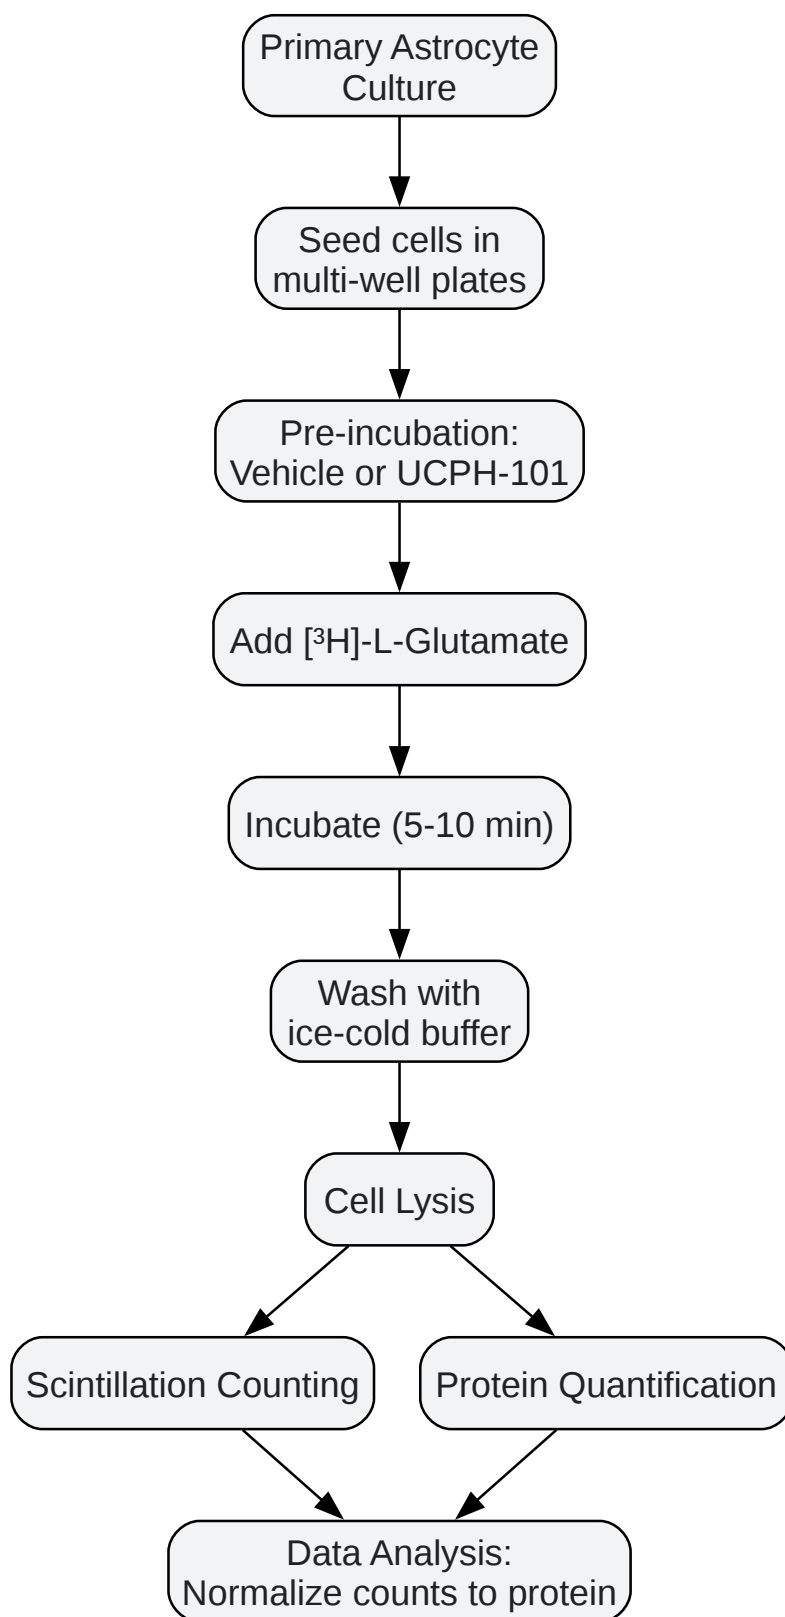 Primary Astrocyte
Culture
Seed cells in
multi-well plates
Pre-incubation:
Vehicle or UCPH-101
Add [³H]-L-Glutamate
Incubate (5-10 min)
Wash with
ice-cold buffer
Cell Lysis
Scintillation Counting
Protein Quantification
Data Analysis:
Normalize counts to protein